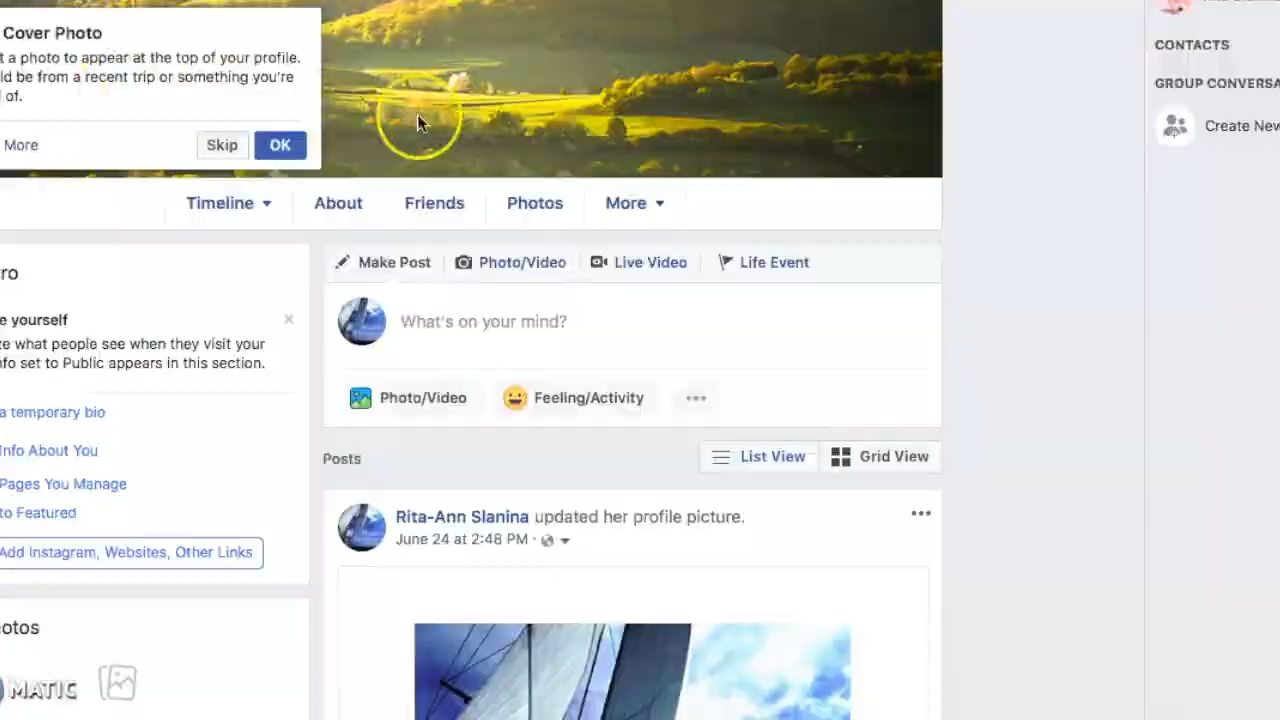 Cover Photo
t a photo to appear at the top of your profile.
ld be from a recent trip or something you're
of.
More
Skip
OK
CONTACTS
GROUP CONVERSA
Create New
Timeline
About
Friends
Photos
More
ro
Make Post
Photo/Video
Live Video
Life Event
e yourself
ze what people see when they visit your
nfo set to Public appears in this section.
What's on your mind?
a temporary bio
Photo/Video
Feeling/Activity
nfo About You
Posts
List View
Grid View
Pages You Manage
to Featured
Add Instagram, Websites, Other Links
Rita-Ann Slanina updated her profile picture.
June 24 at 2:48 PM
otos
MATIC